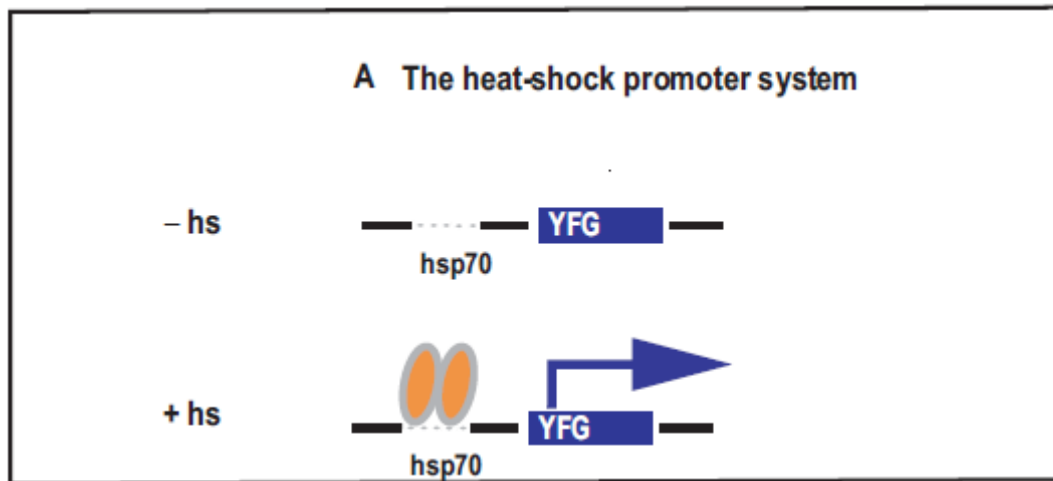 A The heat-shock promoter system
– hs
YFG
hsp70
+ hs
YFG
hsp70